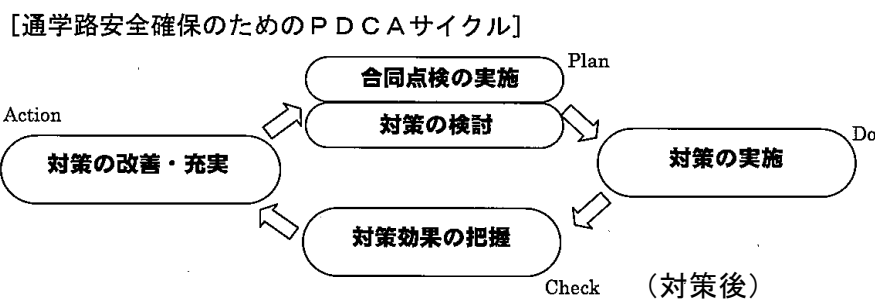 [通学路安全確保のためのPDCAサイクル]
Plan
合同点検の実施
対策の検討
Action
Do
対策の改善・充実
対策の実施
対策効果の把握
Check
(対策後)